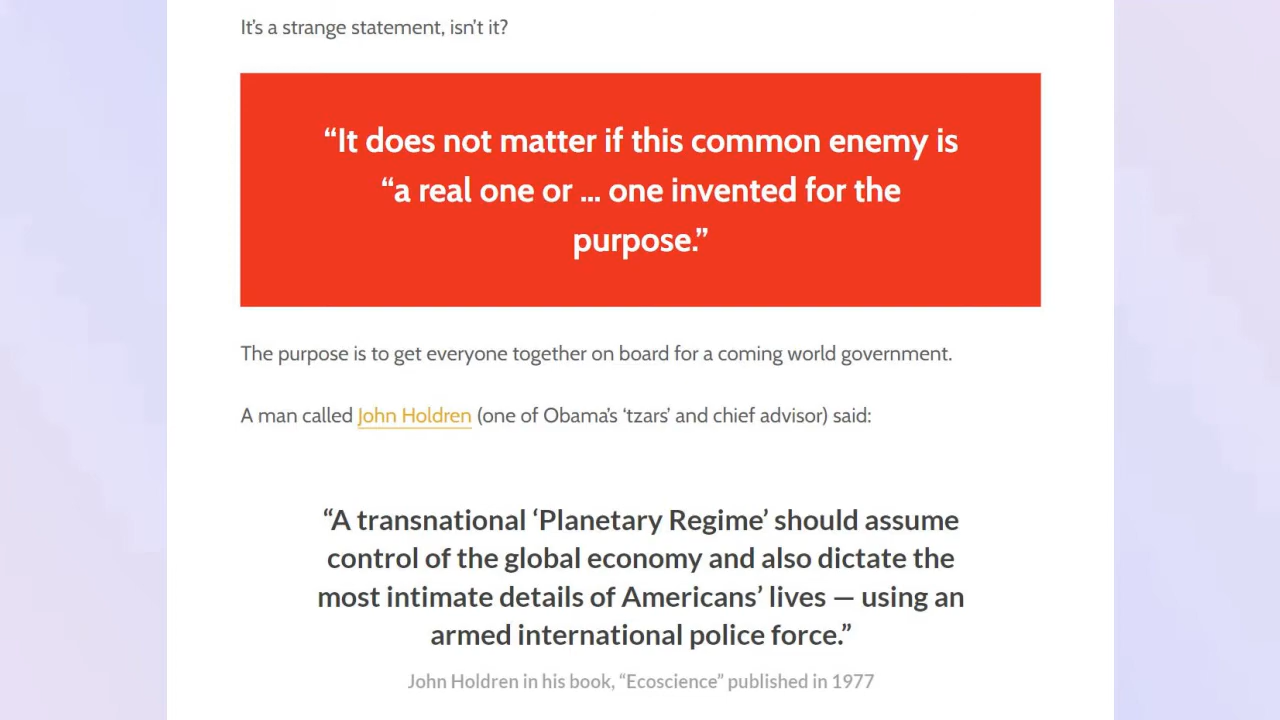 It's a strange statement, isn't it?
“It does not matter if this common enemy is
“a real one or ... one invented for the
purpose.”
The purpose is to get everyone together on board for a coming world government.
A man called John Holdren (one of Obama's ‘tzars’ and chief advisor) said:
“A transnational ‘Planetary Regime’ should assume
control of the global economy and also dictate the
most intimate details of Americans’ lives — using an
armed international police force.”
John Holdren in his book, “Ecoscience” published in 1977